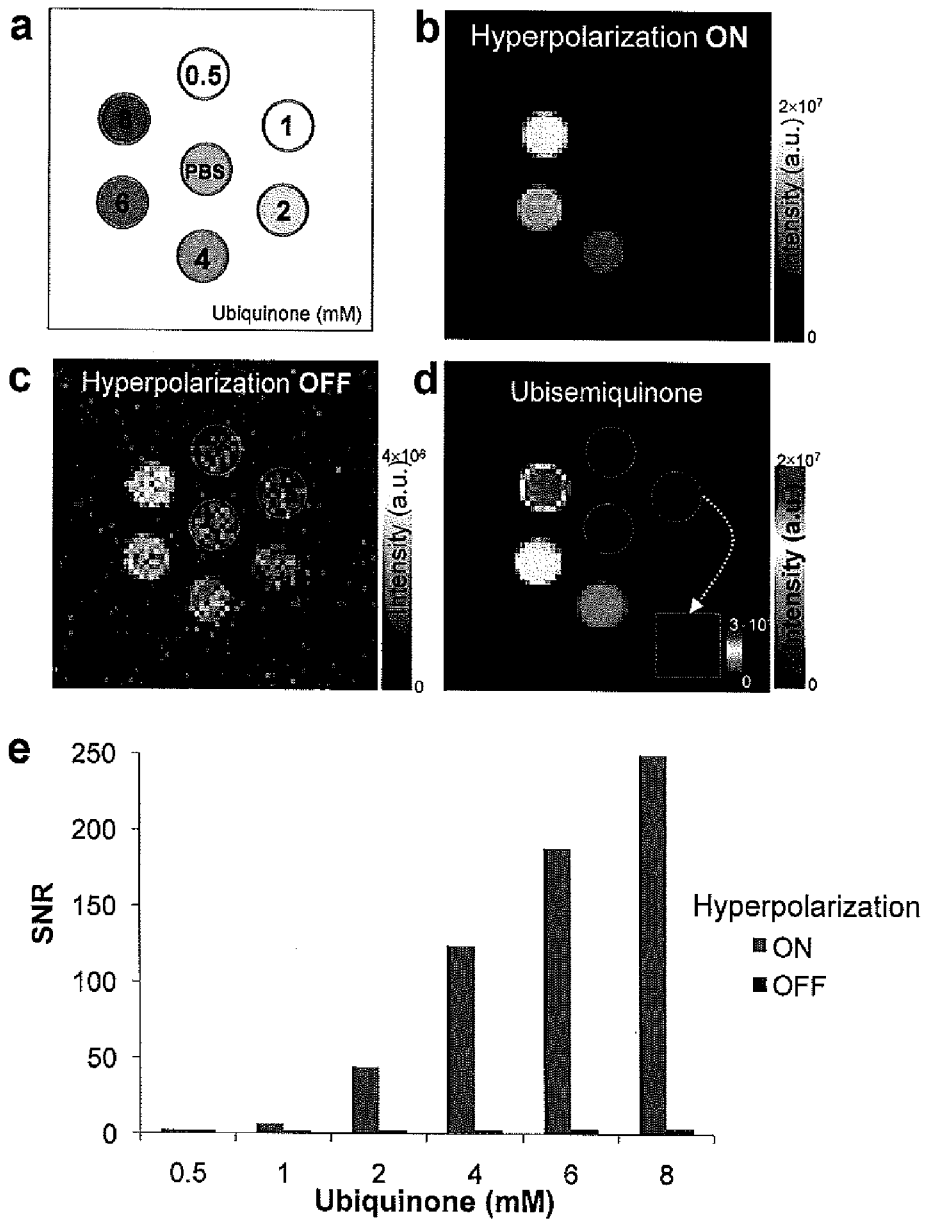 a
0.5
8
1
PBS
6
2
4
Ubiquinone (mM)
b
Hyperpolarization ON
2×10⁷
Intensity (a.u.)
0
c
Hyperpolarization OFF
4×10⁶
Intensity (a.u.)
0
d
Ubisemiquinone
2×10⁷
Intensity (a.u.)
0
0
e
250
200
150
100
50
0
SNR
0.5 1 2 4 6 8
Ubiquinone (mM)
Hyperpolarization
ON
OFF